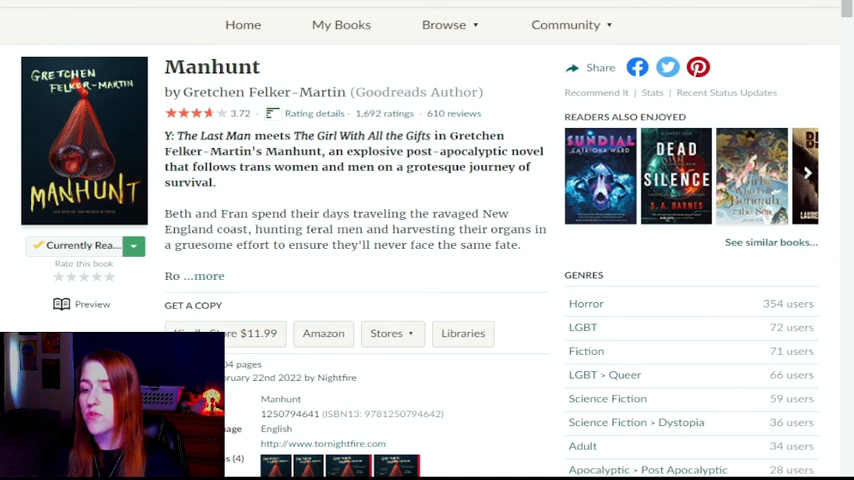 Home
My Books
Browse ▾
Community ▾
GRETCHEN
FELKER-MARTIN
MANHUNT
Currently Rea...
Rate this book
Preview
Manhunt
by Gretchen Felker-Martin (Goodreads Author)
3.72 · Rating details · 1,692 ratings · 610 reviews
Y: The Last Man meets The Girl With All the Gifts in Gretchen
Felker-Martin's Manhunt, an explosive post-apocalyptic novel
that follows trans women and men on a grotesque journey of
survival.
Beth and Fran spend their days traveling the ravaged New
England coast, hunting feral men and harvesting their organs in
a gruesome effort to ensure they'll never face the same fate.
Ro ...more
GET A COPY
Store $11.99
Amazon
Stores ▾
Libraries
04 pages
bruary 22nd 2022 by Nightfire
Manhunt
1250794641 (ISBN13: 9781250794642)
English
http://www.tornightfire.com
(4)
Share
Recommend It | Stats | Recent Status Updates
READERS ALSO ENJOYED
SUNDIAL
CATRIONA WARD
DEAD
SILENCE
S. A. BARNES
See similar books...
GENRES
Horror 354 users
LGBT 72 users
Fiction 71 users
LGBT > Queer 66 users
Science Fiction 59 users
Science Fiction > Dystopia 36 users
Adult 34 users
Apocalyptic > Post Apocalyptic 28 users